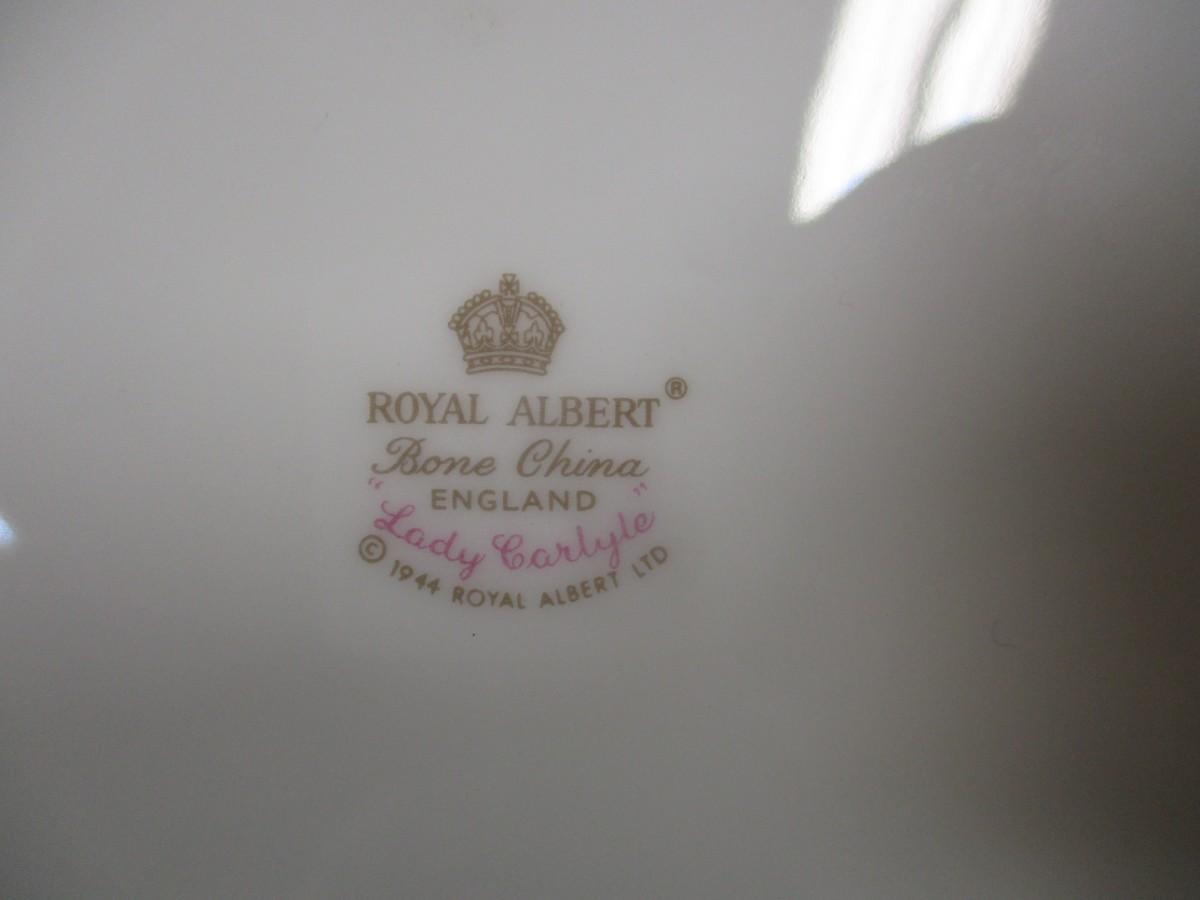 ROYAL ALBERT®
Bone China
ENGLAND
"Lady Carlyle"
© 1944 ROYAL ALBERT LTD